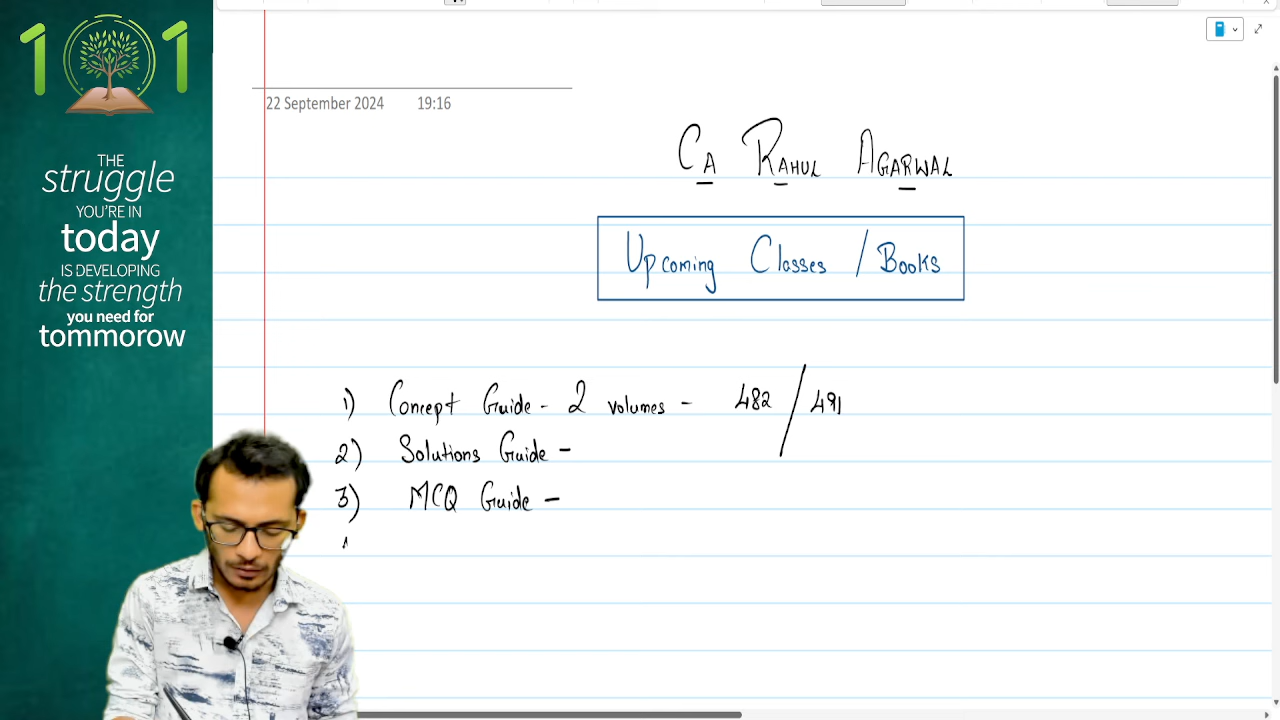 101
THE
struggle
YOU'RE IN
today
IS DEVELOPING
the strength
you need for
tommorow
22 September 2024 19:16
CA RAHUL AGARWAL
Upcoming Classes / Books
1) Concept Guide - 2 volumes - 482 / 491
2) Solutions Guide -
3) MCQ Guide -